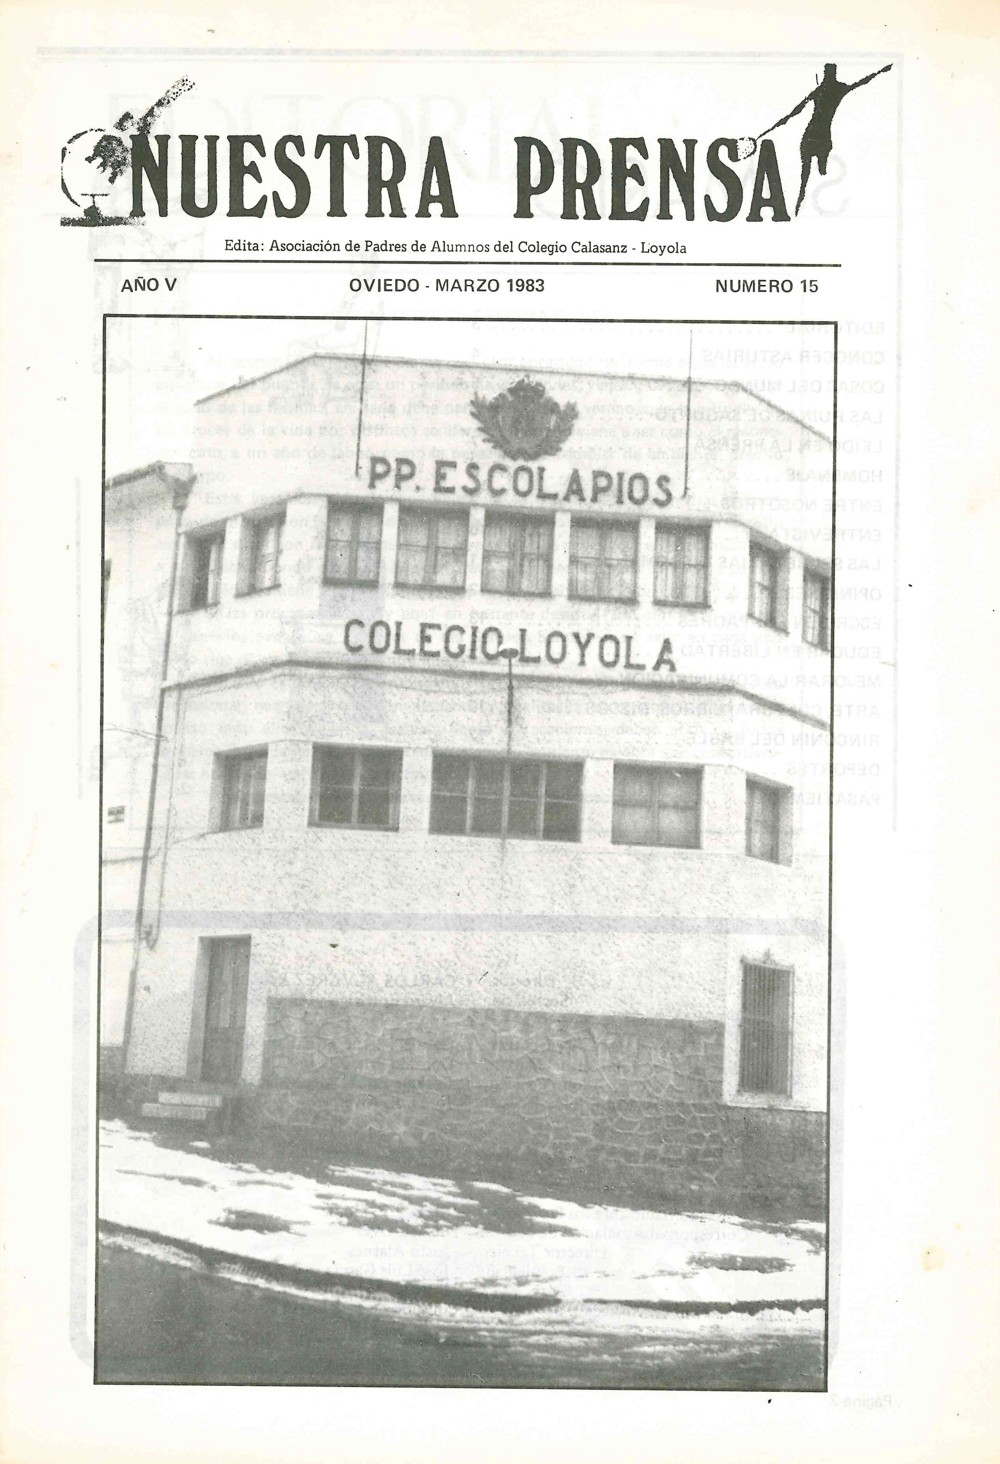 NUESTRA PRENSA
Edita: Asociación de Padres de Alumnos del Colegio Calasanz - Loyola
AÑO V OVIEDO - MARZO 1983 NUMERO 15
PP. ESCOLAPIOS
COLEGIO LOYOLA